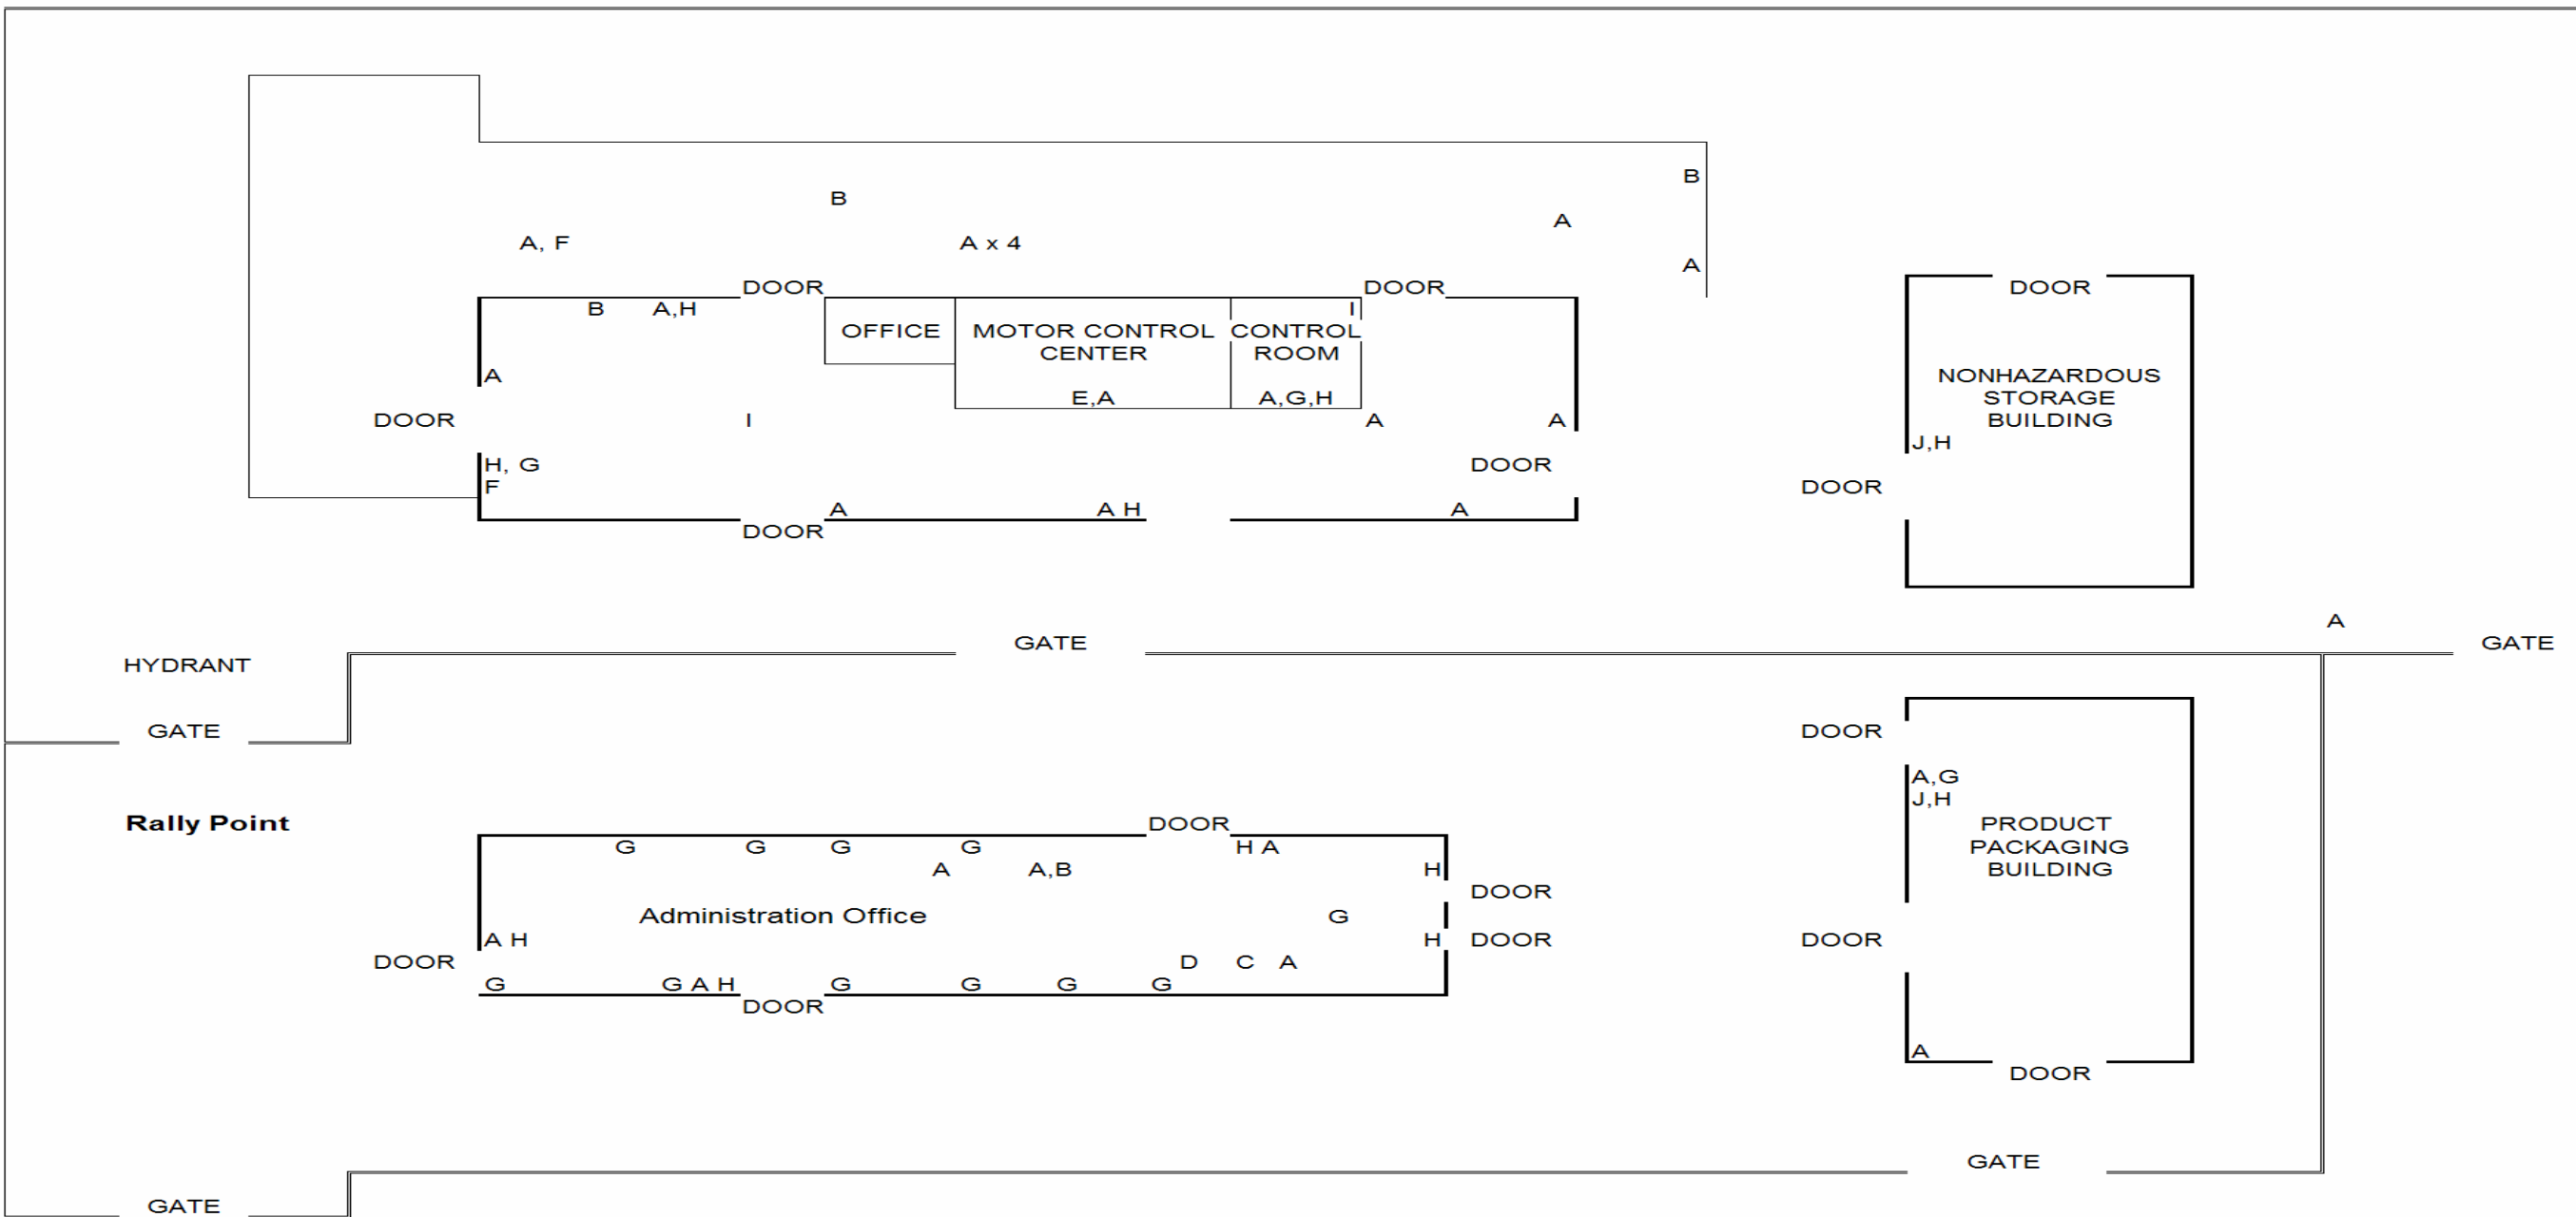 B
B
A
A, F
A x 4
A
DOOR
DOOR
DOOR
B
A,H
I
OFFICE
MOTOR CONTROL
CENTER
CONTROL
ROOM
A
NONHAZARDOUS
STORAGE
BUILDING
E,A
A,G,H
DOOR
I
A
A
J,H
H, G
F
DOOR
DOOR
A
A H
A
DOOR
A
GATE
GATE
HYDRANT
GATE
DOOR
A,G
J,H
Rally Point
DOOR
PRODUCT
PACKAGING
BUILDING
G
G
G
G
H A
A
A,B
H
DOOR
Administration Office
G
A H
H
DOOR
DOOR
DOOR
D
C
A
G
G A H
G
G
G
G
DOOR
A
DOOR
GATE
GATE